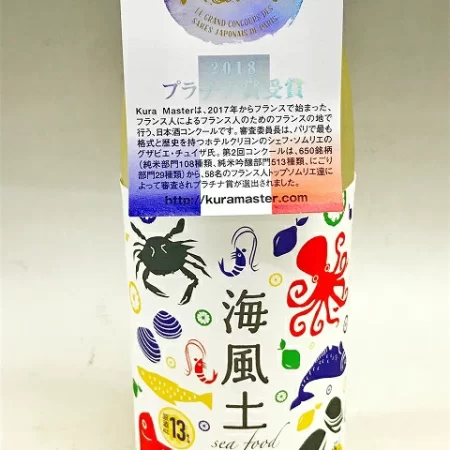 LE GRAND CONCOURS DES
SAKES JAPONAIS DE PARIS
2018
プラチナ賞受賞
Kura Masterは、2017年からフランスで始まった、
フランス人によるフランス人のためのフランスの地で
行う、日本酒コンクールです。審査委員長は、パリで最も
格式と歴史を持つホテルクリヨンのシェフ・ソムリエの
グザビエ・チュイザ氏。第2回コンクールは、650銘柄
(純米部門108種類、純米吟醸部門513種類、にごり
部門29種類)から、58名のフランス人トップソムリエ達に
よって審査されプラチナ賞が選出されました。
http://kuramaster.com/
海風土
sea food
13%